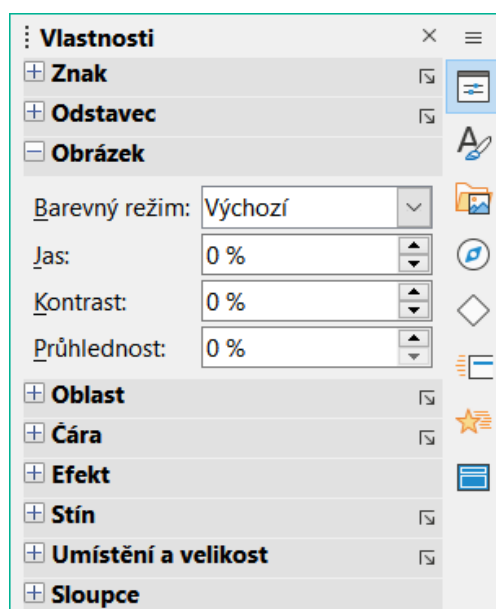 Vlastnosti
Znak
Odstavec
Obrázek
Barevný režim: Výchozí
Jas: 0 %
Kontrast: 0 %
Průhlednost: 0 %
Oblast
Čára
Efekt
Stín
Umístění a velikost
Sloupce